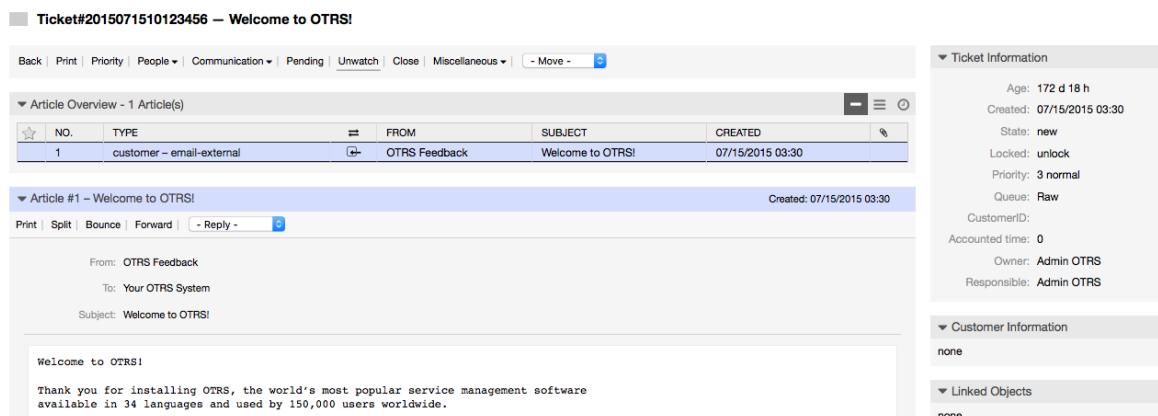 Ticket#2015071510123456 — Welcome to OTRS!
Back Print Priority People Communication Pending Unwatch Close Miscellaneous - Move -
Article Overview - 1 Article(s)
NO. TYPE FROM SUBJECT CREATED
1 customer – email-external OTRS Feedback Welcome to OTRS! 07/15/2015 03:30
Article #1 – Welcome to OTRS! Created: 07/15/2015 03:30
Print Split Bounce Forward - Reply -
From: OTRS Feedback
To: Your OTRS System
Subject: Welcome to OTRS!
Welcome to OTRS!
Thank you for installing OTRS, the world's most popular service management software
available in 34 languages and used by 150,000 users worldwide.
Ticket Information
Age: 172 d 18 h
Created: 07/15/2015 03:30
State: new
Locked: unlock
Priority: 3 normal
Queue: Raw
CustomerID:
Accounted time: 0
Owner: Admin OTRS
Responsible: Admin OTRS
Customer Information
none
Linked Objects
none